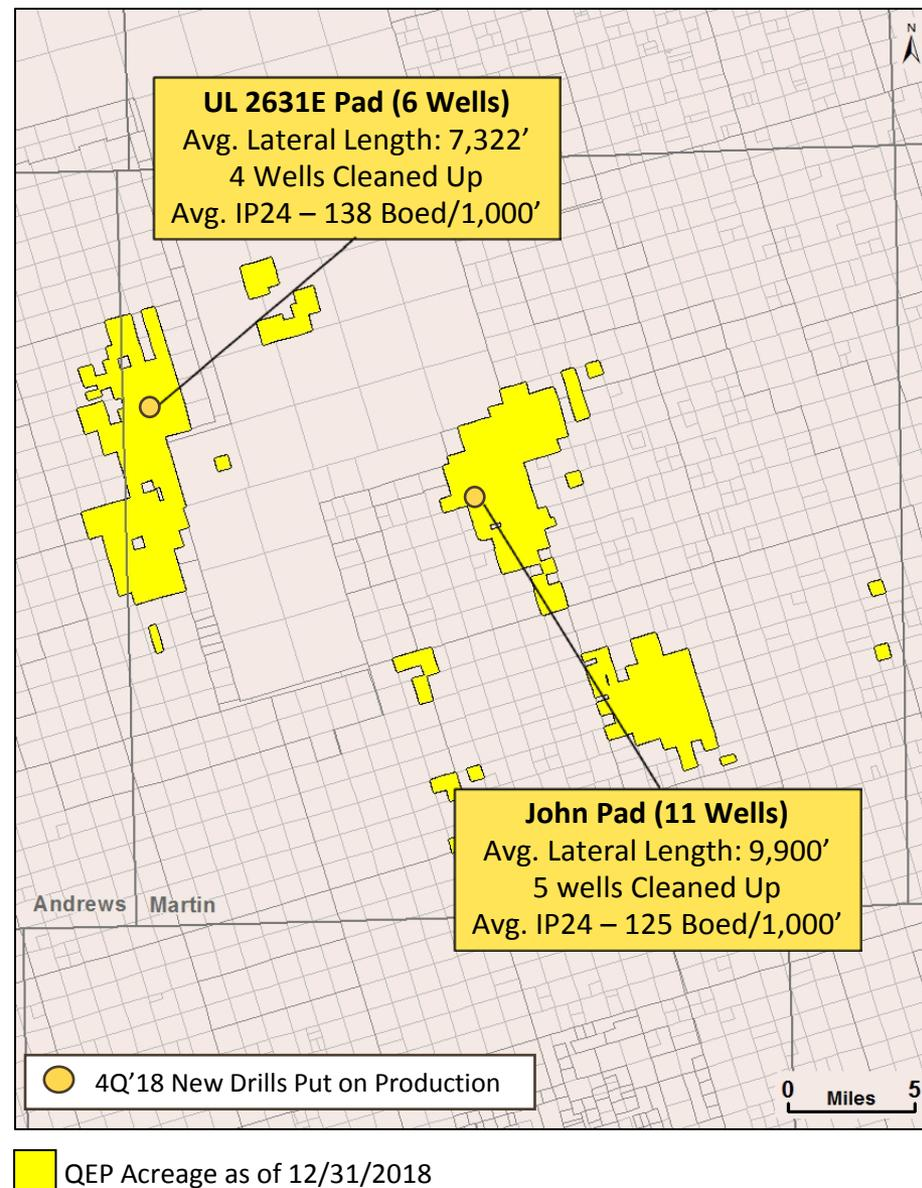 N
UL 2631E Pad (6 Wells)
Avg. Lateral Length: 7,322’
4 Wells Cleaned Up
Avg. IP24 – 138 Boed/1,000’
John Pad (11 Wells)
Avg. Lateral Length: 9,900’
5 wells Cleaned Up
Avg. IP24 – 125 Boed/1,000’
Andrews Martin
4Q’18 New Drills Put on Production
0 Miles 5
QEP Acreage as of 12/31/2018